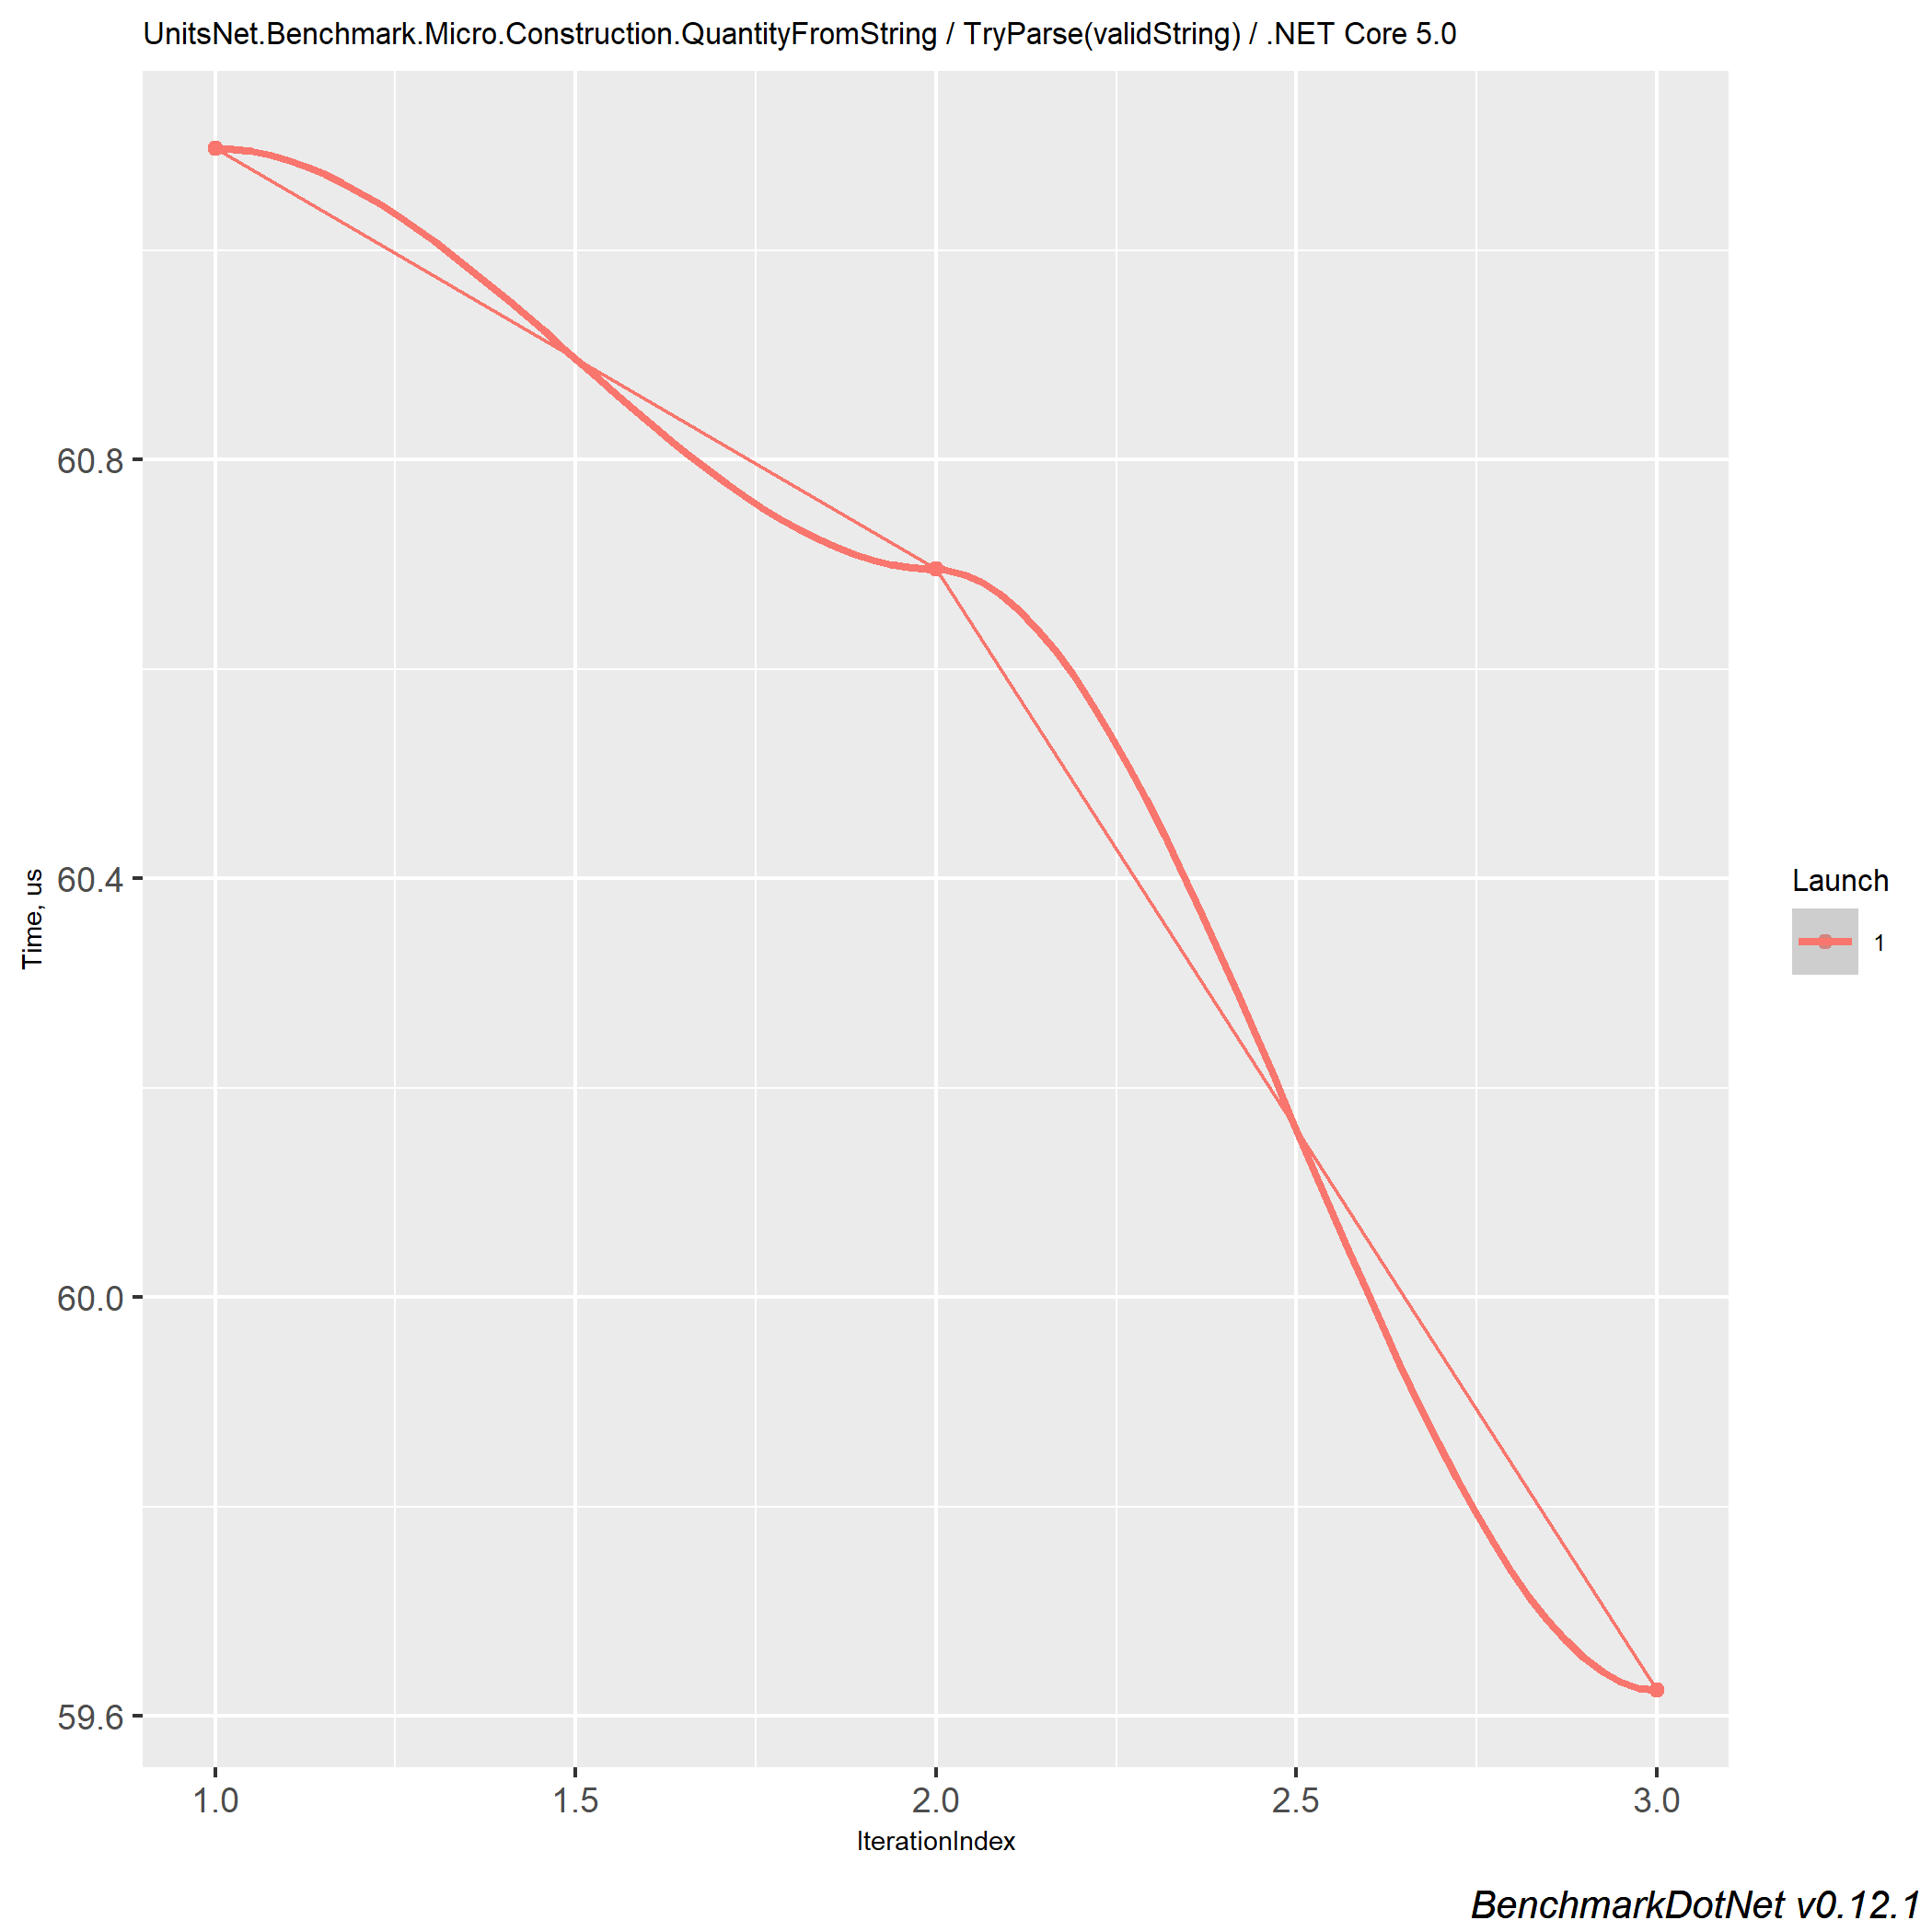 UnitsNet.Benchmark.Micro.Construction.QuantityFromString / TryParse(validString) / .NET Core 5.0
60.8
60.4
60.0
59.6
Time, us
1.0 1.5 2.0 2.5 3.0
IterationIndex
Launch
1
BenchmarkDotNet v0.12.1